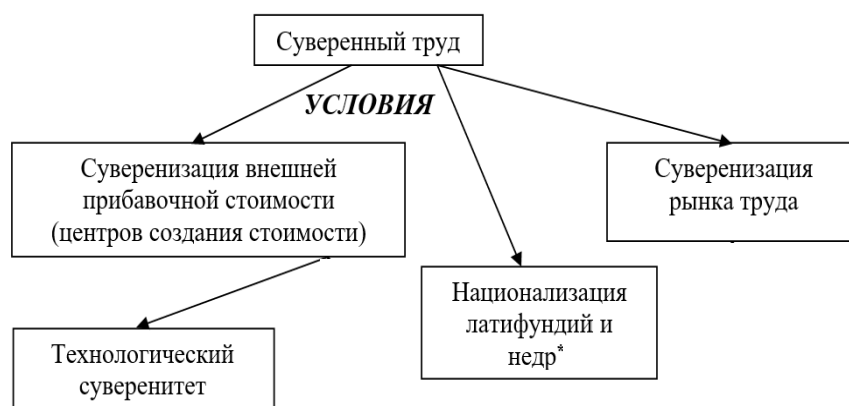 Суверенный труд
УСЛОВИЯ
Суверенизация внешней
прибавочной стоимости
(центров создания стоимости)
Суверенизация
рынка труда
Национализация
латифундий и
недр*
Технологический
суверенитет